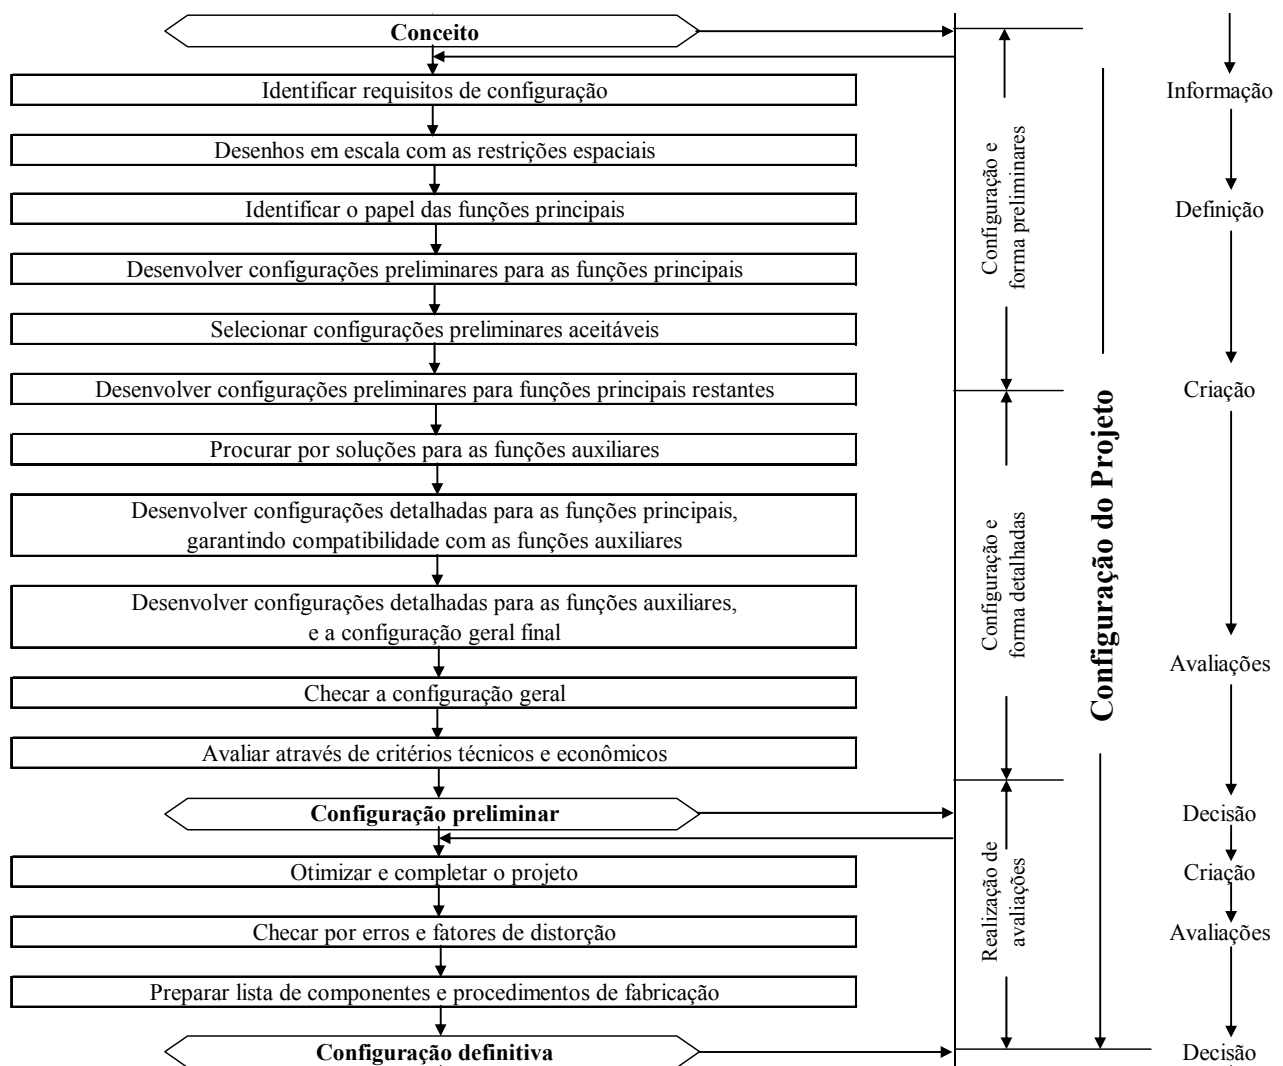 Conceito
Identificar requisitos de configuração
Desenhos em escala com as restrições espaciais
Identificar o papel das funções principais
Desenvolver configurações preliminares para as funções principais
Selecionar configurações preliminares aceitáveis
Desenvolver configurações preliminares para funções principais restantes
Procurar por soluções para as funções auxiliares
Desenvolver configurações detalhadas para as funções principais,
garantindo compatibilidade com as funções auxiliares
Desenvolver configurações detalhadas para as funções auxiliares,
e a configuração geral final
Checar a configuração geral
Avaliar através de critérios técnicos e econômicos
Configuração preliminar
Otimizar e completar o projeto
Checar por erros e fatores de distorção
Preparar lista de componentes e procedimentos de fabricação
Configuração definitiva
Configuração e
forma preliminares
Configuração e
forma detalhadas
Realização de
avaliações
Configuração do Projeto
Informação
Definição
Criação
Avaliações
Decisão
Criação
Avaliações
Decisão